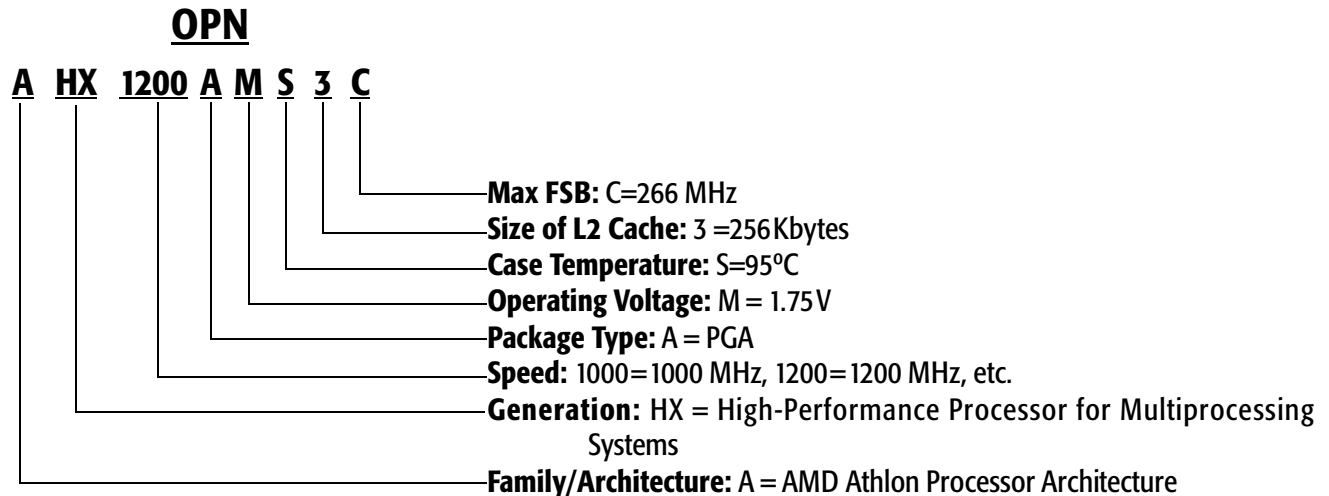 OPN
A HX 1200 A M S 3 C
Max FSB: C=266 MHz
Size of L2 Cache: 3 =256Kbytes
Case Temperature: S=95ºC
Operating Voltage: M = 1.75V
Package Type: A = PGA
Speed: 1000=1000 MHz, 1200=1200 MHz, etc.
Generation: HX = High-Performance Processor for Multiprocessing
Systems
Family/Architecture: A = AMD Athlon Processor Architecture